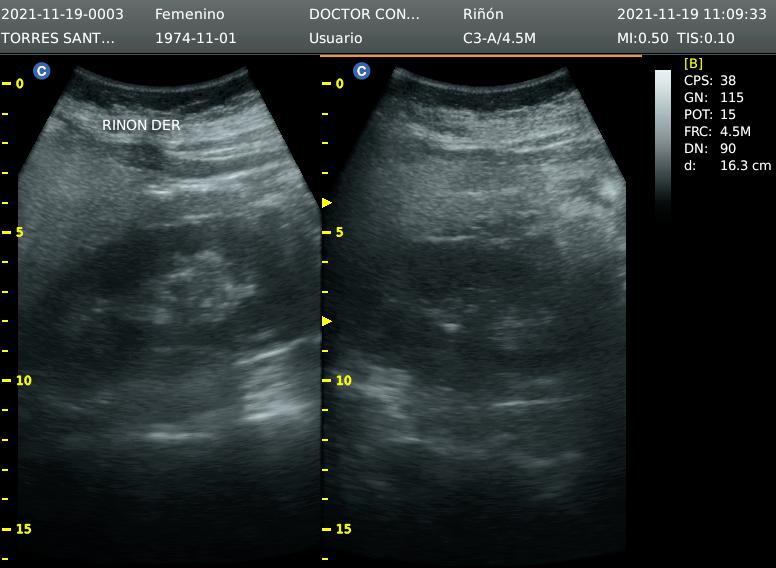 2021-11-19-0003 Femenino DOCTOR CON... Riñón 2021-11-19 11:09:33
TORRES SANT... 1974-11-01 Usuario C3-A/4.5M MI:0.50 TIS:0.10
C C
[B]
CPS: 38
GN: 115
POT: 15
FRC: 4.5M
DN: 90
d: 16.3 cm
RINON DER
0 0
5 5
10 10
15 15